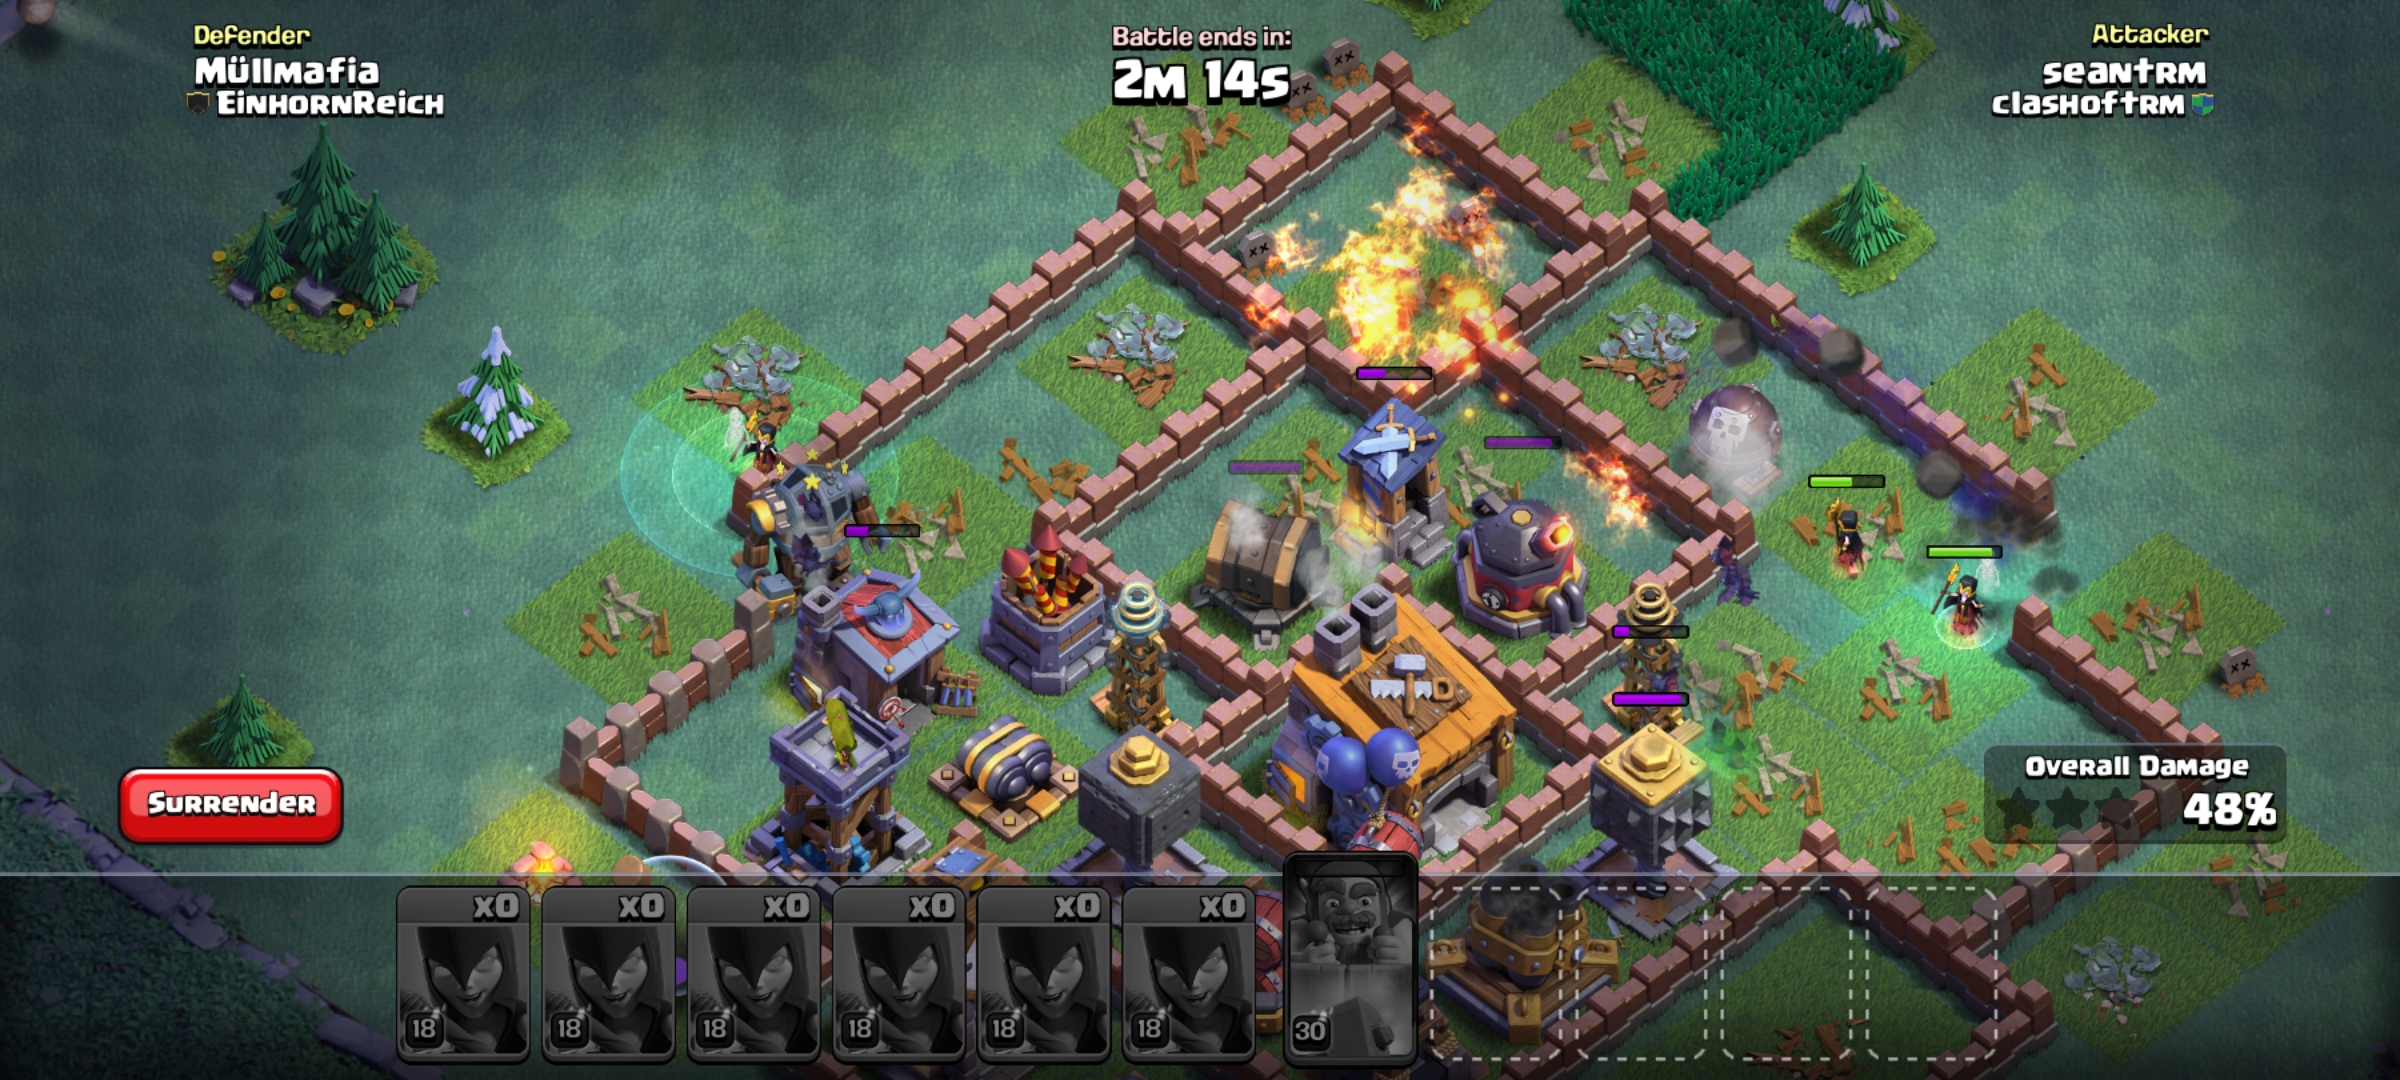 Defender
Müllmafia
EinhornReich
Battle ends in:
2M 14s
Attacker
seantRM
clashoftRM
Surrender
Overall Damage
48%
x0
x0
x0
x0
x0
x0
18
18
18
18
18
18
30